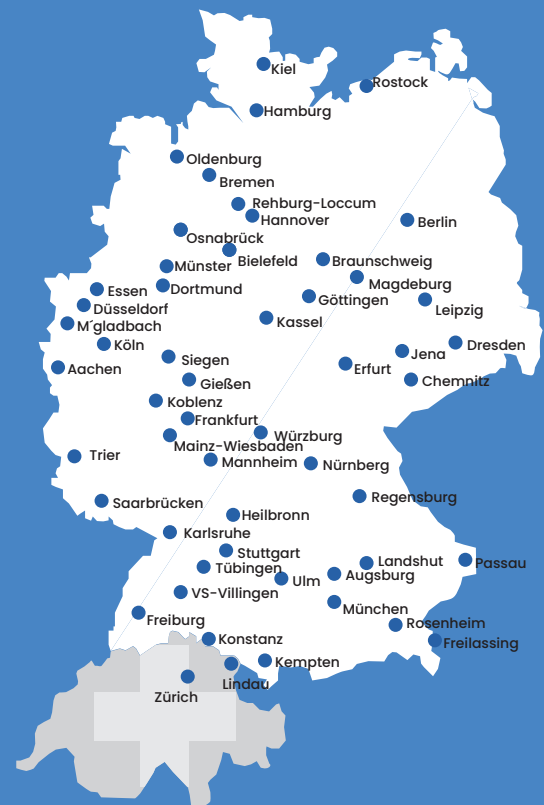 Kiel
Rostock
Hamburg
Oldenburg
Bremen
Rehburg-Loccum
Hannover
Berlin
Osnabrück
Bielefeld
Braunschweig
Münster
Magdeburg
Dortmund
Essen
Göttingen
Düsseldorf
Leipzig
M´gladbach
Kassel
Köln
Dresden
Jena
Siegen
Aachen
Erfurt
Gießen
Chemnitz
Koblenz
Frankfurt
Würzburg
Mainz-Wiesbaden
Trier
Mannheim
Nürnberg
Regensburg
Saarbrücken
Heilbronn
Karlsruhe
Stuttgart
Landshut
Passau
Tübingen
Augsburg
Ulm
VS-Villingen
München
Freiburg
Rosenheim
Konstanz
Freilassing
Kempten
Lindau
Zürich